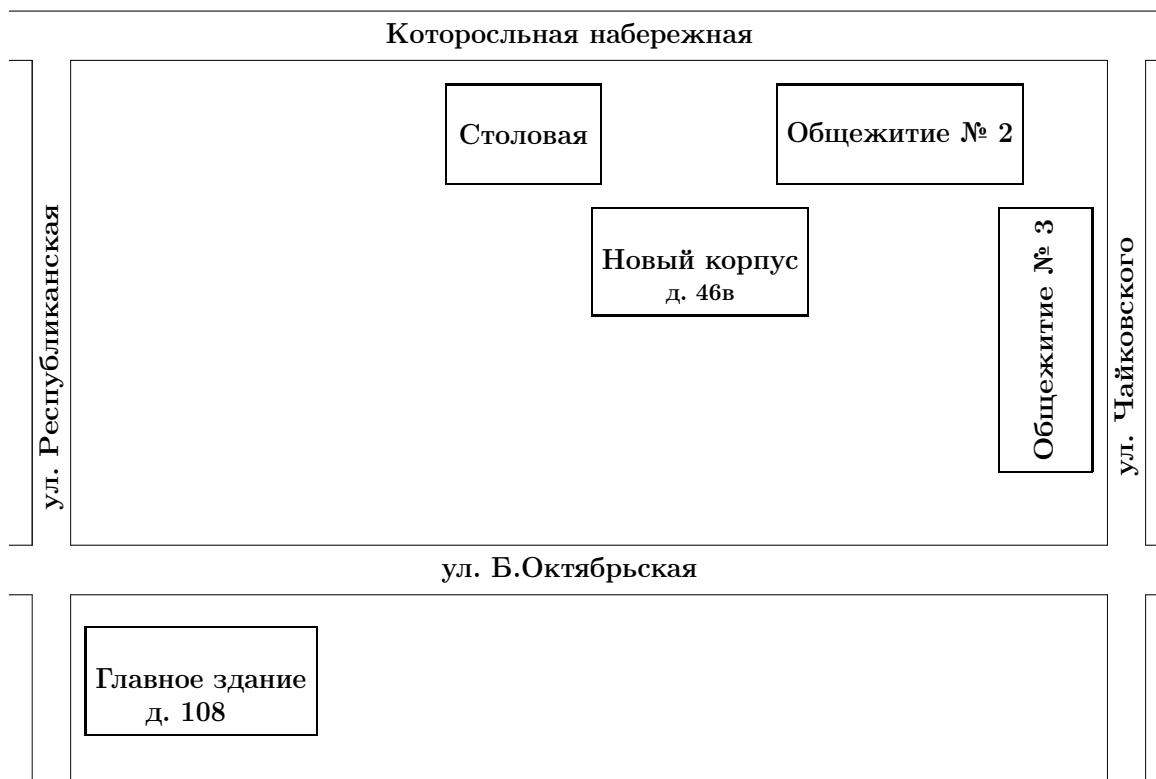 Которосльная набережная
Столовая
Общежитие № 2
Новый корпус
д. 46в
Общежитие № 3
ул. Республиканская
ул. Чайковского
ул. Б.Октябрьская
Главное здание
д. 108